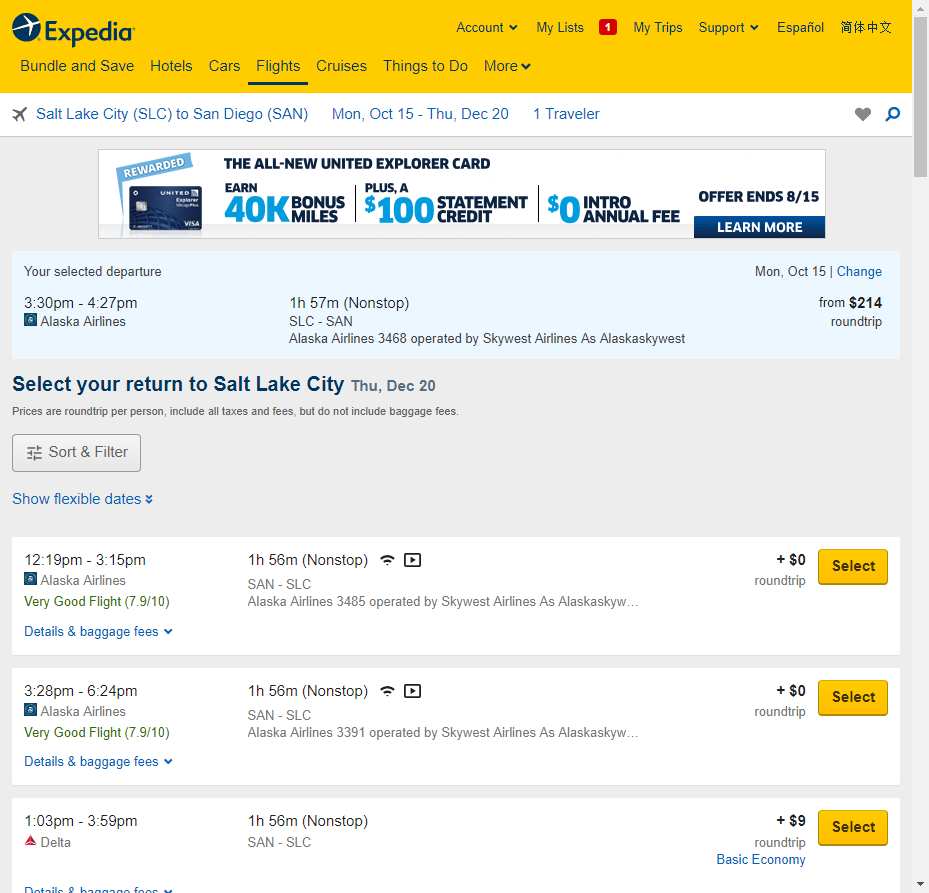 Expedia
Account
My Lists
1
My Trips
Support
Español
简体中文
Bundle and Save
Hotels
Cars
Flights
Cruises
Things to Do
More
Salt Lake City (SLC) to San Diego (SAN)
Mon, Oct 15 - Thu, Dec 20
1 Traveler
REWARDED
UNITED
Explorer
VISA
THE ALL-NEW UNITED EXPLORER CARD
EARN
40K BONUS MILES
PLUS, A
$100 STATEMENT CREDIT
$0 INTRO ANNUAL FEE
OFFER ENDS 8/15
LEARN MORE
Your selected departure
Mon, Oct 15 | Change
3:30pm - 4:27pm
1h 57m (Nonstop)
from $214
Alaska Airlines
SLC - SAN
roundtrip
Alaska Airlines 3468 operated by Skywest Airlines As Alaskaskywest
Select your return to Salt Lake City Thu, Dec 20
Prices are roundtrip per person, include all taxes and fees, but do not include baggage fees.
Sort & Filter
Show flexible dates
12:19pm - 3:15pm
1h 56m (Nonstop)
+ $0
Select
Alaska Airlines
SAN - SLC
roundtrip
Very Good Flight (7.9/10)
Alaska Airlines 3485 operated by Skywest Airlines As Alaskaskyw…
Details & baggage fees
3:28pm - 6:24pm
1h 56m (Nonstop)
+ $0
Select
Alaska Airlines
SAN - SLC
roundtrip
Very Good Flight (7.9/10)
Alaska Airlines 3391 operated by Skywest Airlines As Alaskaskyw…
Details & baggage fees
1:03pm - 3:59pm
1h 56m (Nonstop)
+ $9
Select
Delta
SAN - SLC
roundtrip
Basic Economy
Details & baggage fees